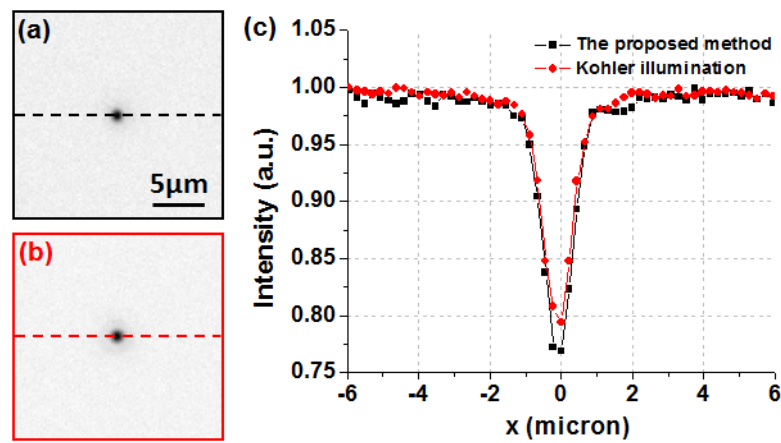 (a)
5μm
(b)
(c)
The proposed method
Kohler illumination
1.05
1.00
0.95
0.90
0.85
0.80
0.75
Intensity (a.u.)
-6 -4 -2 0 2 4 6
x (micron)